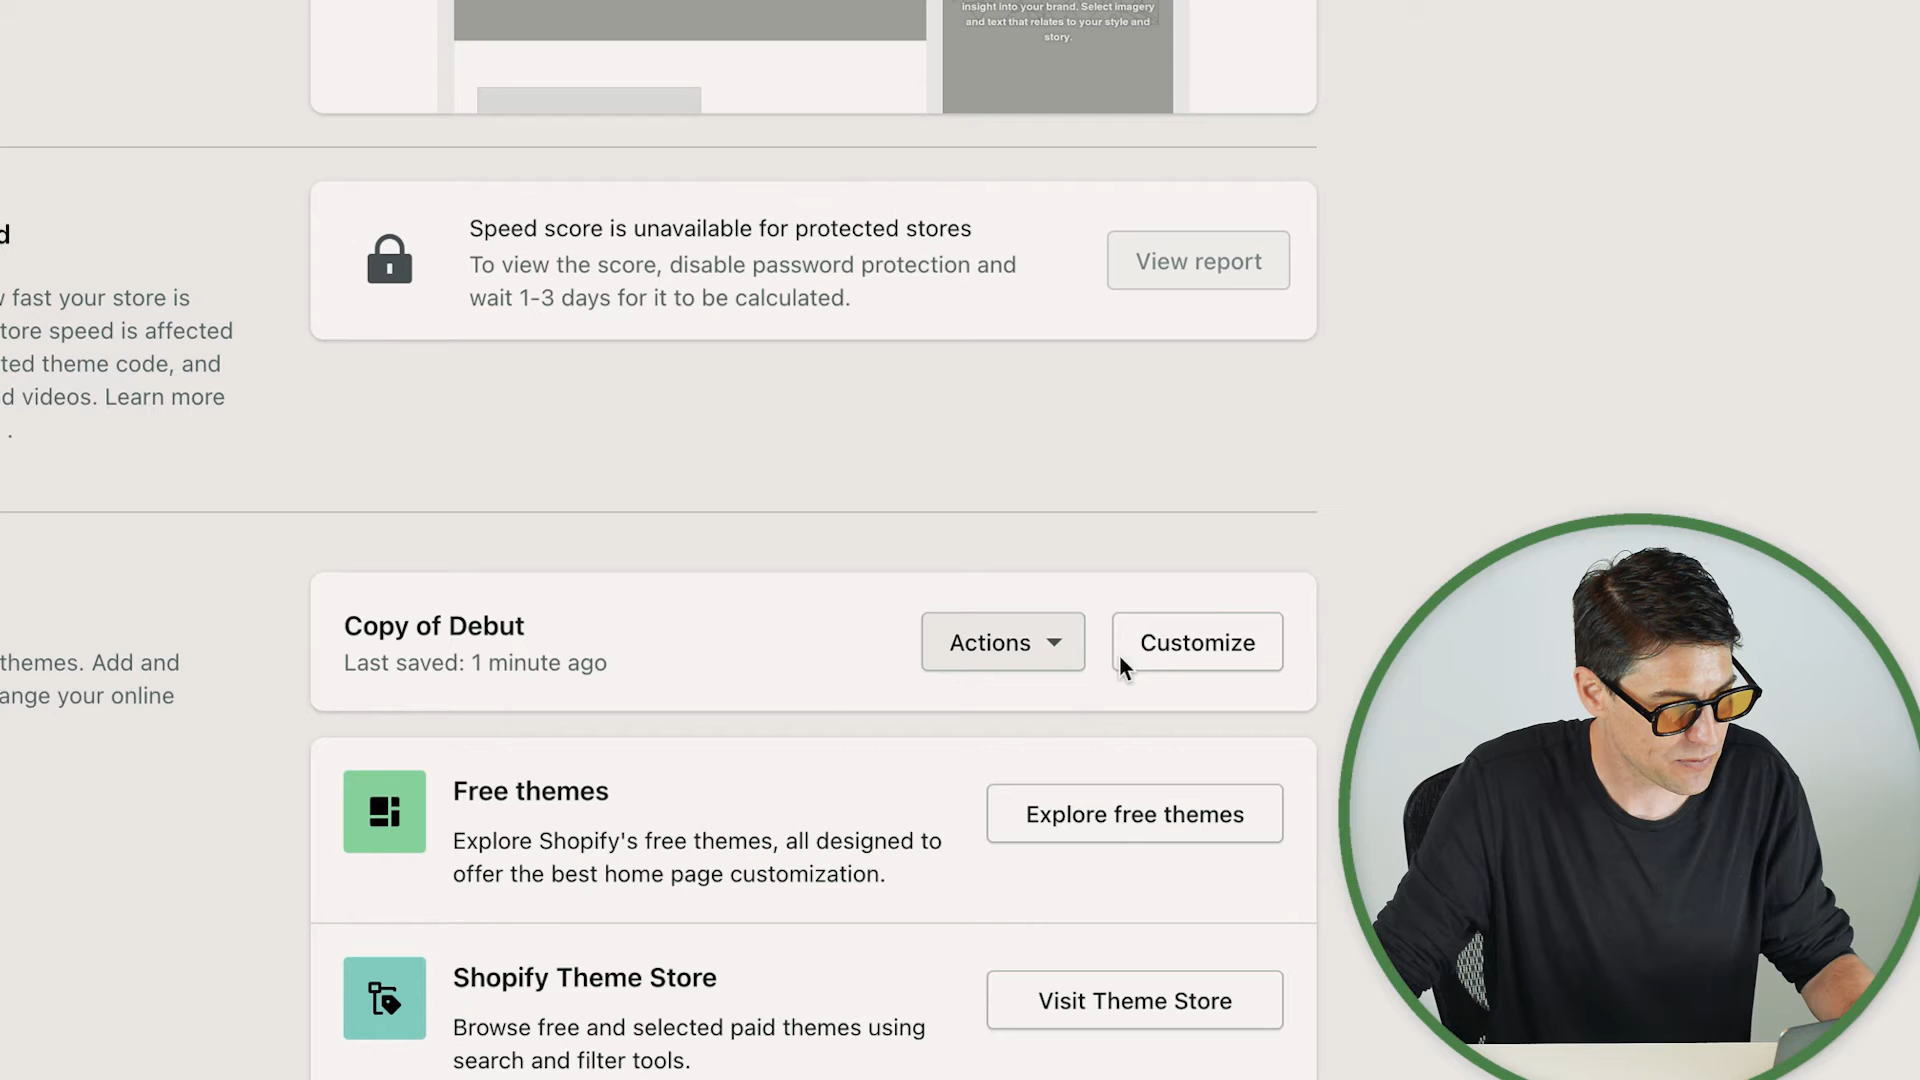 insight into your brand. Select imagery
and text that relates to your style and
story.
d
Speed score is unavailable for protected stores
To view the score, disable password protection and
wait 1-3 days for it to be calculated.
View report
fast your store is
tore speed is affected
ted theme code, and
d videos. Learn more
.
Copy of Debut
Last saved: 1 minute ago
Actions
Customize
themes. Add and
ange your online
Free themes
Explore Shopify's free themes, all designed to
offer the best home page customization.
Explore free themes
Shopify Theme Store
Browse free and selected paid themes using
search and filter tools.
Visit Theme Store